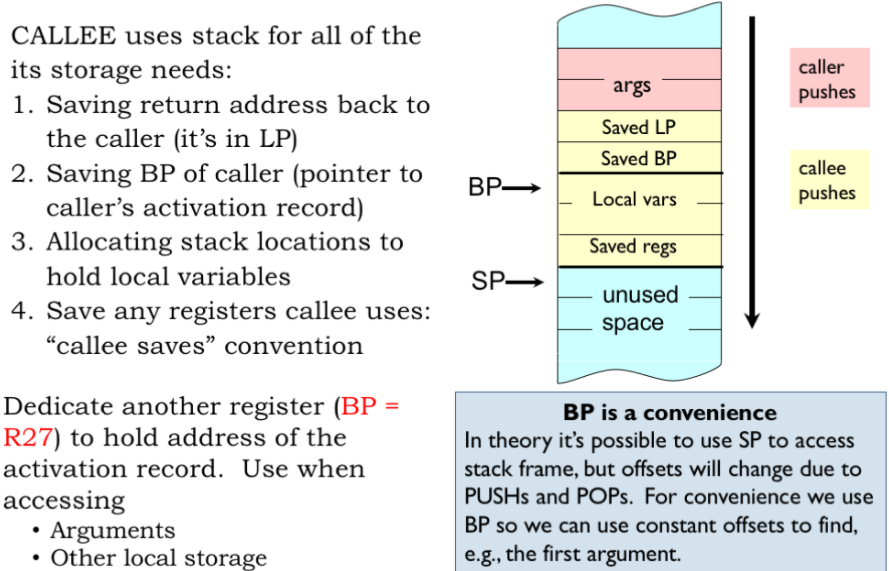 CALLEE uses stack for all of the
its storage needs:
1. Saving return address back to
the caller (it's in LP)
2. Saving BP of caller (pointer to
caller's activation record)
3. Allocating stack locations to
hold local variables
4. Save any registers callee uses:
“callee saves” convention
Dedicate another register (BP =
R27) to hold address of the
activation record.  Use when
accessing
• Arguments
• Other local storage
args
Saved LP
Saved BP
BP
Local vars
Saved regs
SP
unused
space
caller
pushes
callee
pushes
BP is a convenience
In theory it's possible to use SP to access
stack frame, but offsets will change due to
PUSHs and POPs.  For convenience we use
BP so we can use constant offsets to find,
e.g., the first argument.